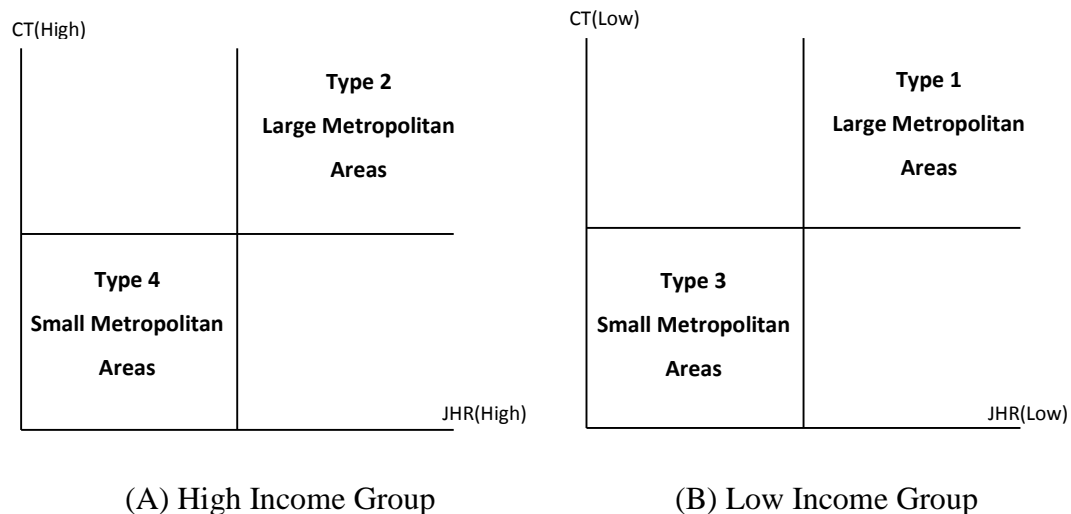 CT(High)
Type 2
Large Metropolitan
Areas
Type 4
Small Metropolitan
Areas
JHR(High)
(A) High Income Group
CT(Low)
Type 1
Large Metropolitan
Areas
Type 3
Small Metropolitan
Areas
JHR(Low)
(B) Low Income Group